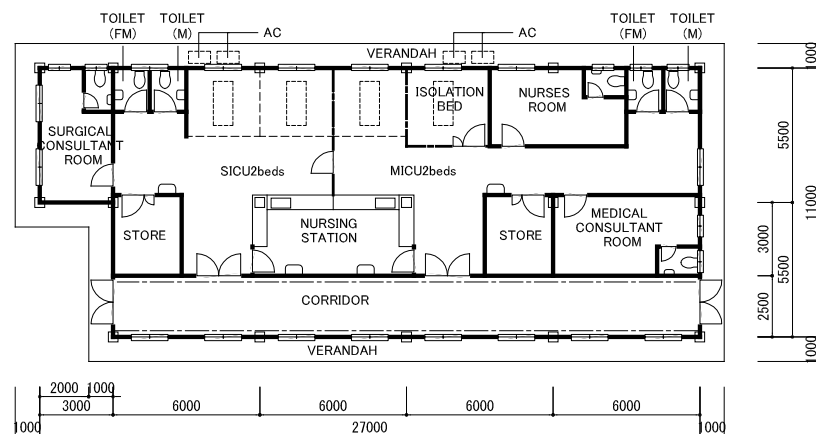 TOILET
(FM)
TOILET
(M)
AC
AC
TOILET
(FM)
TOILET
(M)
VERANDAH
ISOLATION
BED
NURSES
ROOM
SURGICAL
CONSULTANT
ROOM
SICU2beds
MICU2beds
STORE
NURSING
STATION
STORE
MEDICAL
CONSULTANT
ROOM
CORRIDOR
VERANDAH
1000
5500
11000
3000
5500
2500
1000
2000
1000
3000
6000
6000
6000
6000
1000
27000
1000